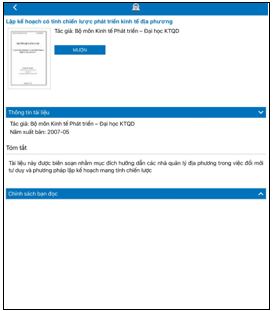 Lập kế hoạch có tính chiến lược phát triển kinh tế địa phương
Tác giả: Bộ môn Kinh tế Phát triển – Đại học KTQD
MƯỢN
Thông tin tài liệu
Tác giả: Bộ môn Kinh tế Phát triển – Đại học KTQD
Năm xuất bản: 2007-05
Tóm tắt
Tài liệu này được biên soạn nhằm mục đích hướng dẫn các nhà quản lý địa phương trong việc đổi mới
tư duy và phương pháp lập kế hoạch mang tính chiến lược
Chính sách bạn đọc